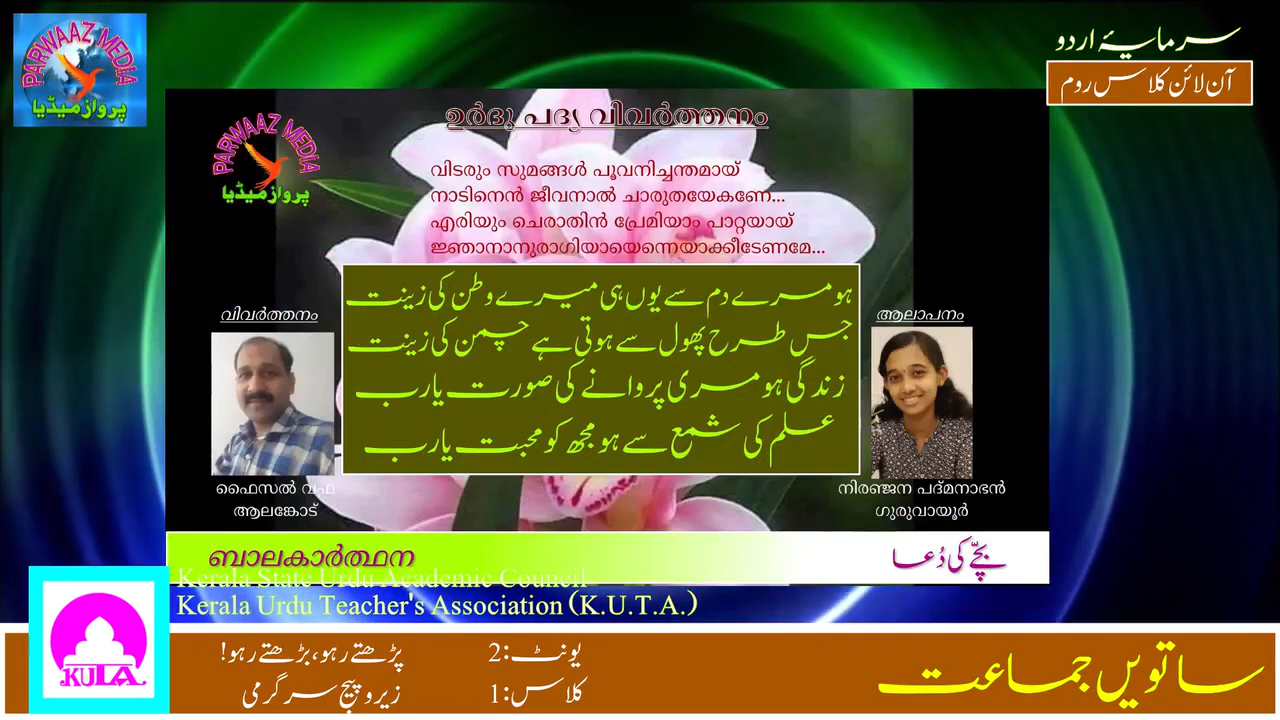 PARWAAZ MEDIA
پرواز میڈیا
سرمایۂ اردو
آن لائن کلاس روم
PARWAAZ MEDIA
پرواز میڈیا
ഉർദു പദ്യ വിവർത്തനം
വിടരും സുമങ്ങൾ പൂവനിച്ചന്തമായ്
നാടിനെൻ ജീവനാൽ ചാരുതയേകണേ...
എരിയും ചെരാതിൻ പ്രേമിയാം പാറ്റയായ്
ജ്ഞാനാനുരാഗിയായെന്നെയാക്കീടേണമേ...
ہو مرے دم سے یوں ہی میرے وطن کی زینت
جس طرح پھول سے ہوتی ہے چمن کی زینت
زندگی ہو مری پروانے کی صورت یارب
علم کی شمع سے ہو مجھ کو محبت یارب
വിവർത്തനം
ഫൈസൽ വഫ
ആലങ്കോട്
ആലാപനം
നിരഞ്ജന പദ്മനാഭൻ
ഗുരുവായൂർ
ബാലകാർത്ഥന
بچّے کی دُعا
Kerala State Urdu Academic Council
Kerala Urdu Teacher's Association (K.U.T.A.)
KUTA
ساتویں جماعت
یونٹ:2
پڑھتے رہو، بڑھتے رہو!
کلاس:1
زیرو پیج سرگرمی